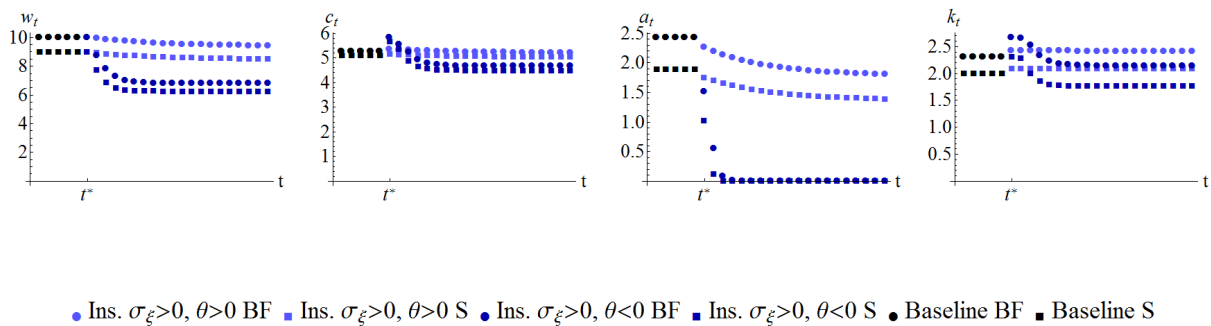 w_t c_t a_t k_t
10 8 6 4 2 t* t
6 5 4 3 2 1 t* t
2.5 2.0 1.5 1.0 0.5 t* t
2.5 2.0 1.5 1.0 0.5 t* t
Ins. σ_ξ>0, θ>0 BF Ins. σ_ξ>0, θ>0 S Ins. σ_ξ>0, θ<0 BF Ins. σ_ξ>0, θ<0 S Baseline BF Baseline S